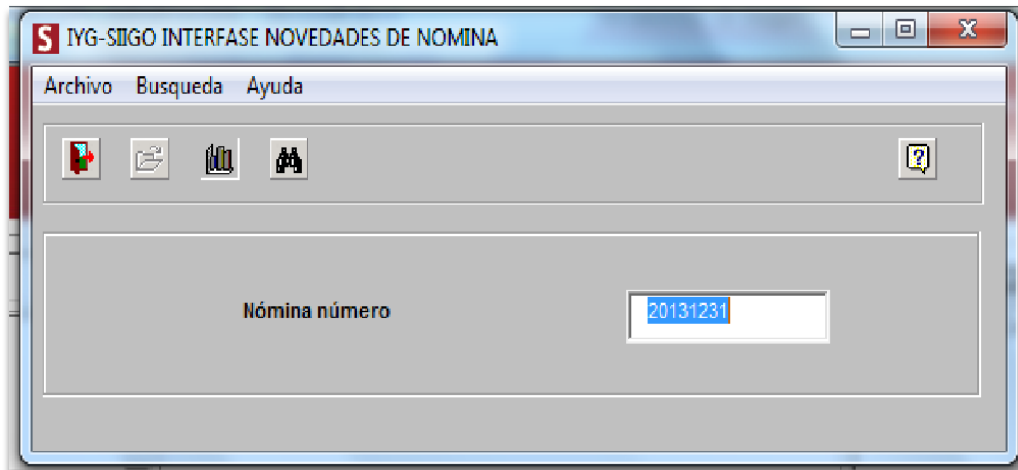 S IYG-SIIGO INTERFASE NOVEDADES DE NOMINA
Archivo Busqueda Ayuda
Nómina número 20131231